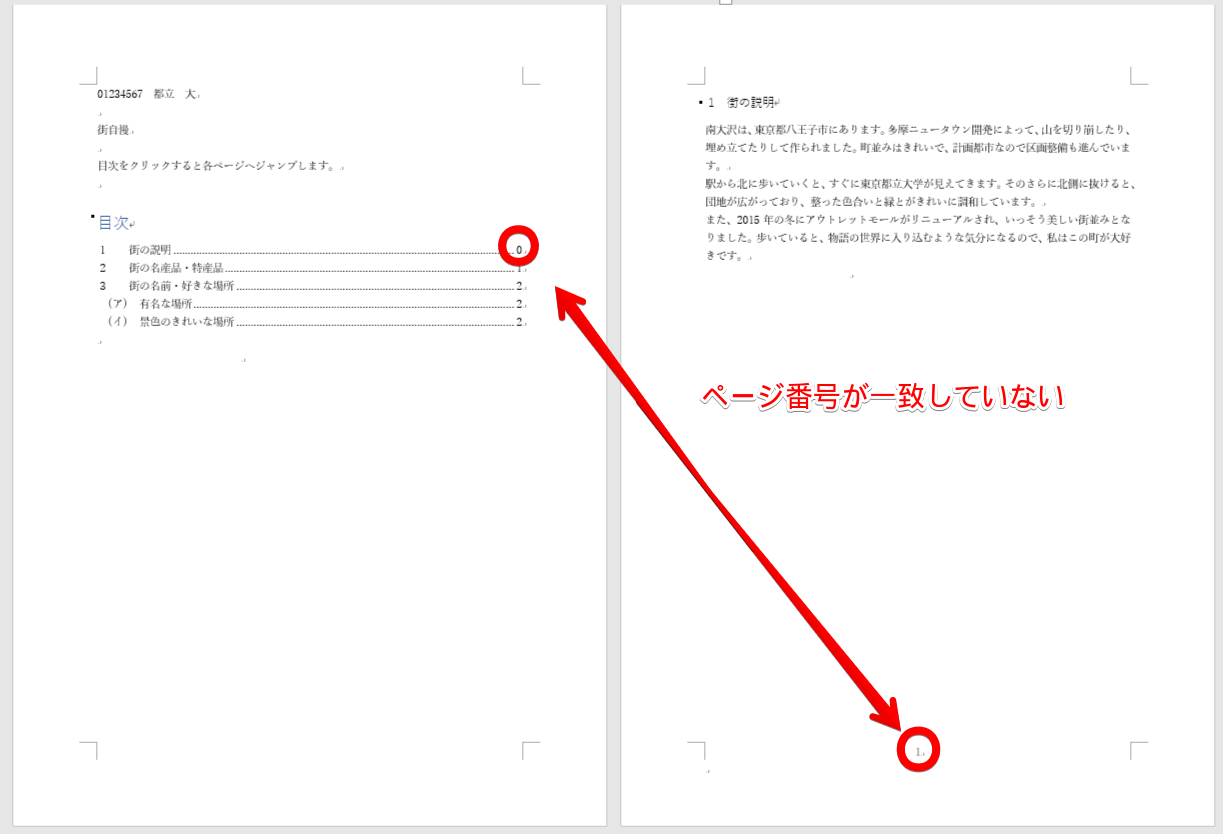 01234567 都立 大
街自慢
目次をクリックすると各ページへジャンプします。
目次
1 街の説明 0
2 街の名産品・特産品 1
3 街の名前・好きな場所 2
(ア) 有名な場所 2
(イ) 景色のきれいな場所 2
1 街の説明
南大沢は、東京都八王子市にあります。多摩ニュータウン開発によって、山を切り崩したり、
埋め立てたりして作られました。町並みはきれいで、計画都市なので区画整備も進んでいま
す。
駅から北に歩いていくと、すぐに東京都立大学が見えてきます。そのさらに北側に抜けると、
団地が広がっており、整った色合いと緑とがきれいに調和しています。
また、2015 年の冬にアウトレットモールがリニューアルされ、いっそう美しい街並みとな
りました。歩いていると、物語の世界に入り込むような気分になるので、私はこの町が大好
きです。
ページ番号が一致していない
1